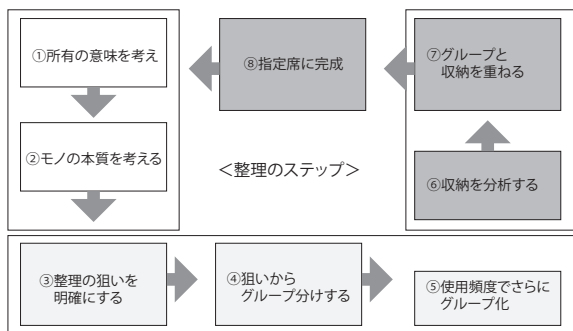 ①所有の意味を考え
②モノの本質を考える
③整理の狙いを
明確にする
④狙いから
グループ分けする
⑤使用頻度でさらに
グループ化
⑥収納を分析する
⑦グループと
収納を重ねる
⑧指定席に完成
＜整理のステップ＞